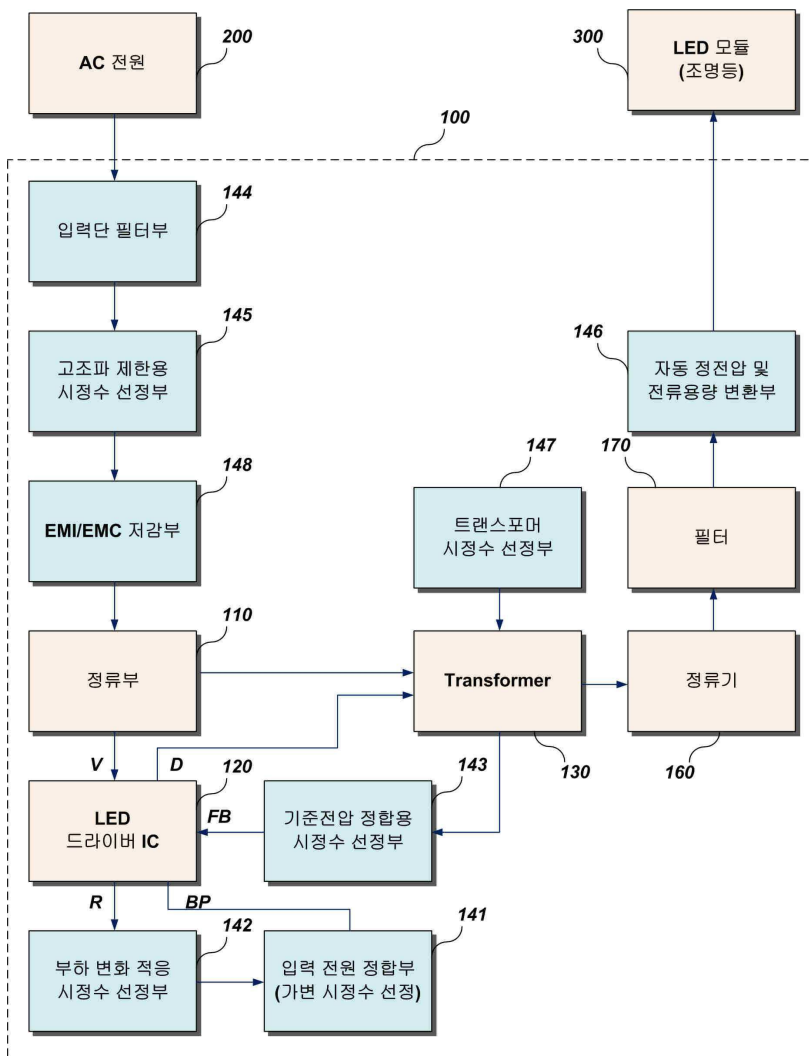 200
AC 전원
300
LED 모듈
(조명등)
100
144
입력단 필터부
145
고조파 제한용
시정수 선정부
146
자동 정전압 및
전류용량 변환부
148
EMI/EMC 저감부
147
트랜스포머
시정수 선정부
170
필터
110
정류부
Transformer
130
정류기
160
V
D
120
LED
드라이버 IC
FB
143
기준전압 정합용
시정수 선정부
R
BP
142
부하 변화 적응
시정수 선정부
141
입력 전원 정합부
(가변 시정수 선정)